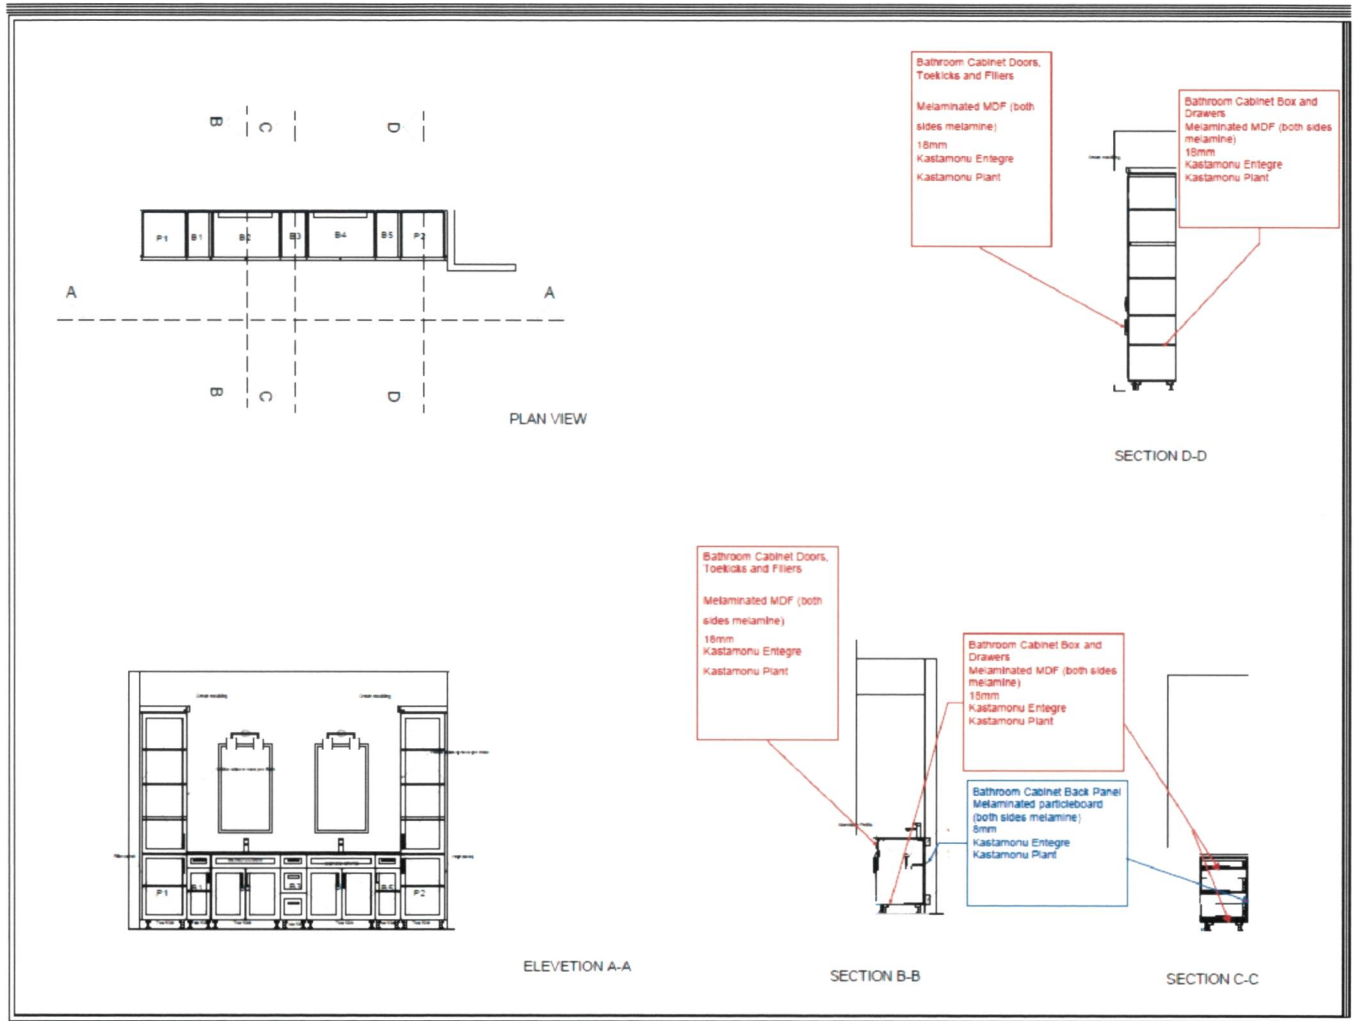 Bathroom Cabinet Doors,
Toekicks and Fillers
Melaminated MDF (both
sides melamine)
18mm
Kastamonu Entegre
Kastamonu Plant
Bathroom Cabinet Box and
Drawers
Melaminated MDF (both sides
melamine)
18mm
Kastamonu Entegre
Kastamonu Plant
B
C
D
P1
B1
B2
B3
B4
B5
P2
A
A
B
C
D
PLAN VIEW
SECTION D-D
Bathroom Cabinet Doors,
Toekicks and Fillers
Melaminated MDF (both
sides melamine)
18mm
Kastamonu Entegre
Kastamonu Plant
Bathroom Cabinet Box and
Drawers
Melaminated MDF (both sides
melamine)
18mm
Kastamonu Entegre
Kastamonu Plant
Bathroom Cabinet Back Panel
Melaminated particleboard
(both sides melamine)
8mm
Kastamonu Entegre
Kastamonu Plant
P1
B1
P2
ELEVETION A-A
SECTION B-B
SECTION C-C